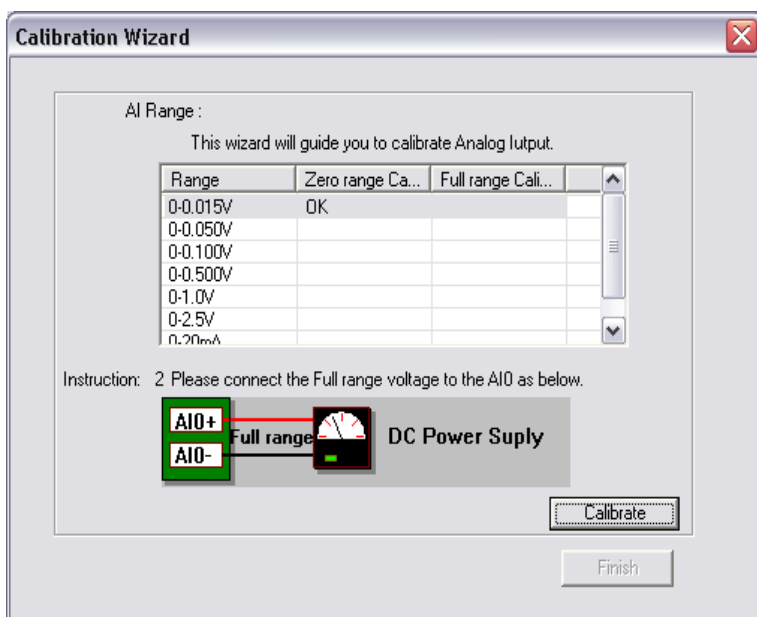 Calibration Wizard
AI Range :
This wizard will guide you to calibrate Analog Iutput.
Range Zero range Ca... Full range Cali...
0-0.015V OK
0-0.050V
0-0.100V
0-0.500V
0-1.0V
0-2.5V
0-20mA
Instruction: 2 Please connect the Full range voltage to the AI0 as below.
AI0+
Full range DC Power Suply
AI0-
Calibrate
Finish